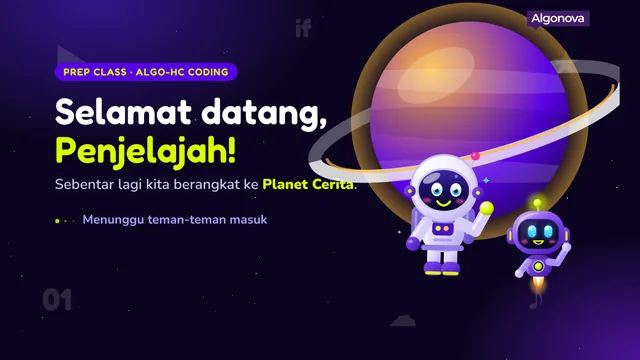 Algonova
if
PREP CLASS · ALGO-HC CODING
Selamat datang,
Penjelajah!
Sebentar lagi kita berangkat ke Planet Cerita.
Menunggu teman-teman masuk
01